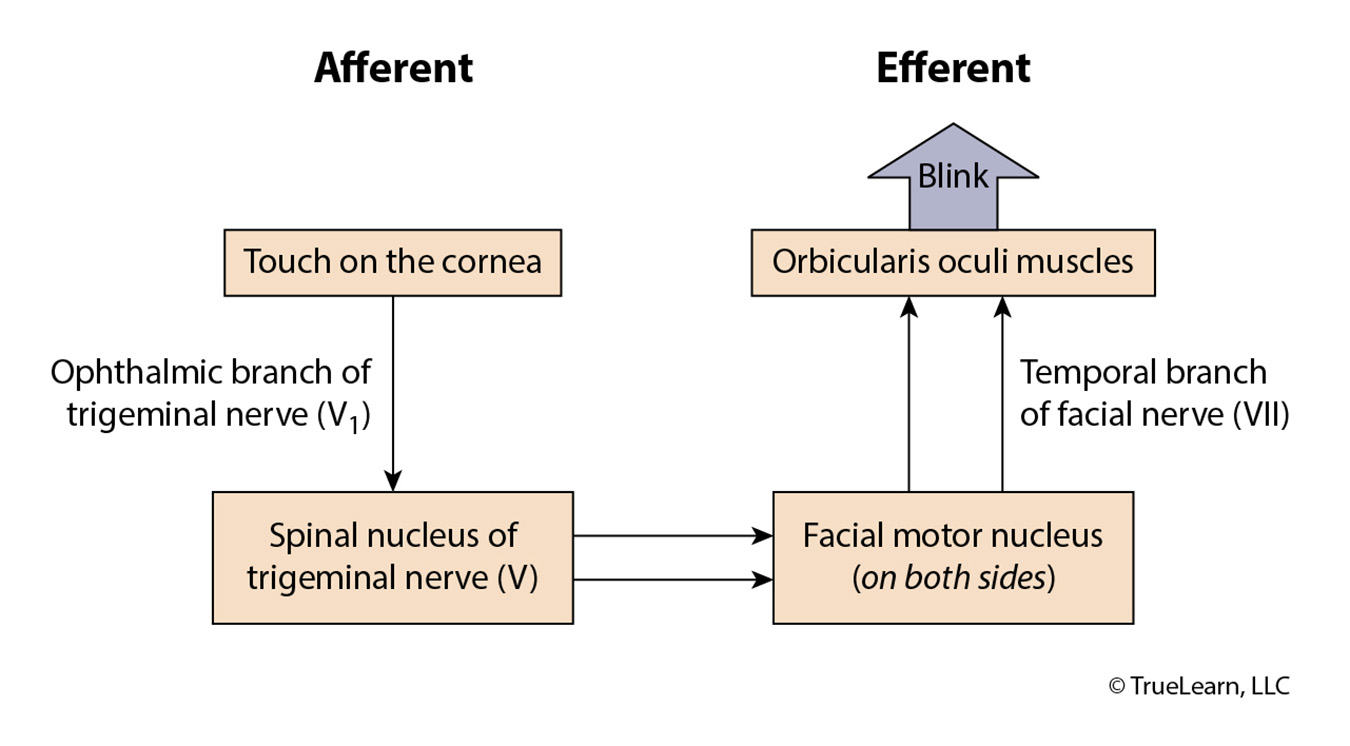 Afferent
Efferent
Blink
Touch on the cornea
Orbicularis oculi muscles
Ophthalmic branch of
trigeminal nerve (V₁)
Temporal branch
of facial nerve (VII)
Spinal nucleus of
trigeminal nerve (V)
Facial motor nucleus
(on both sides)
© TrueLearn, LLC